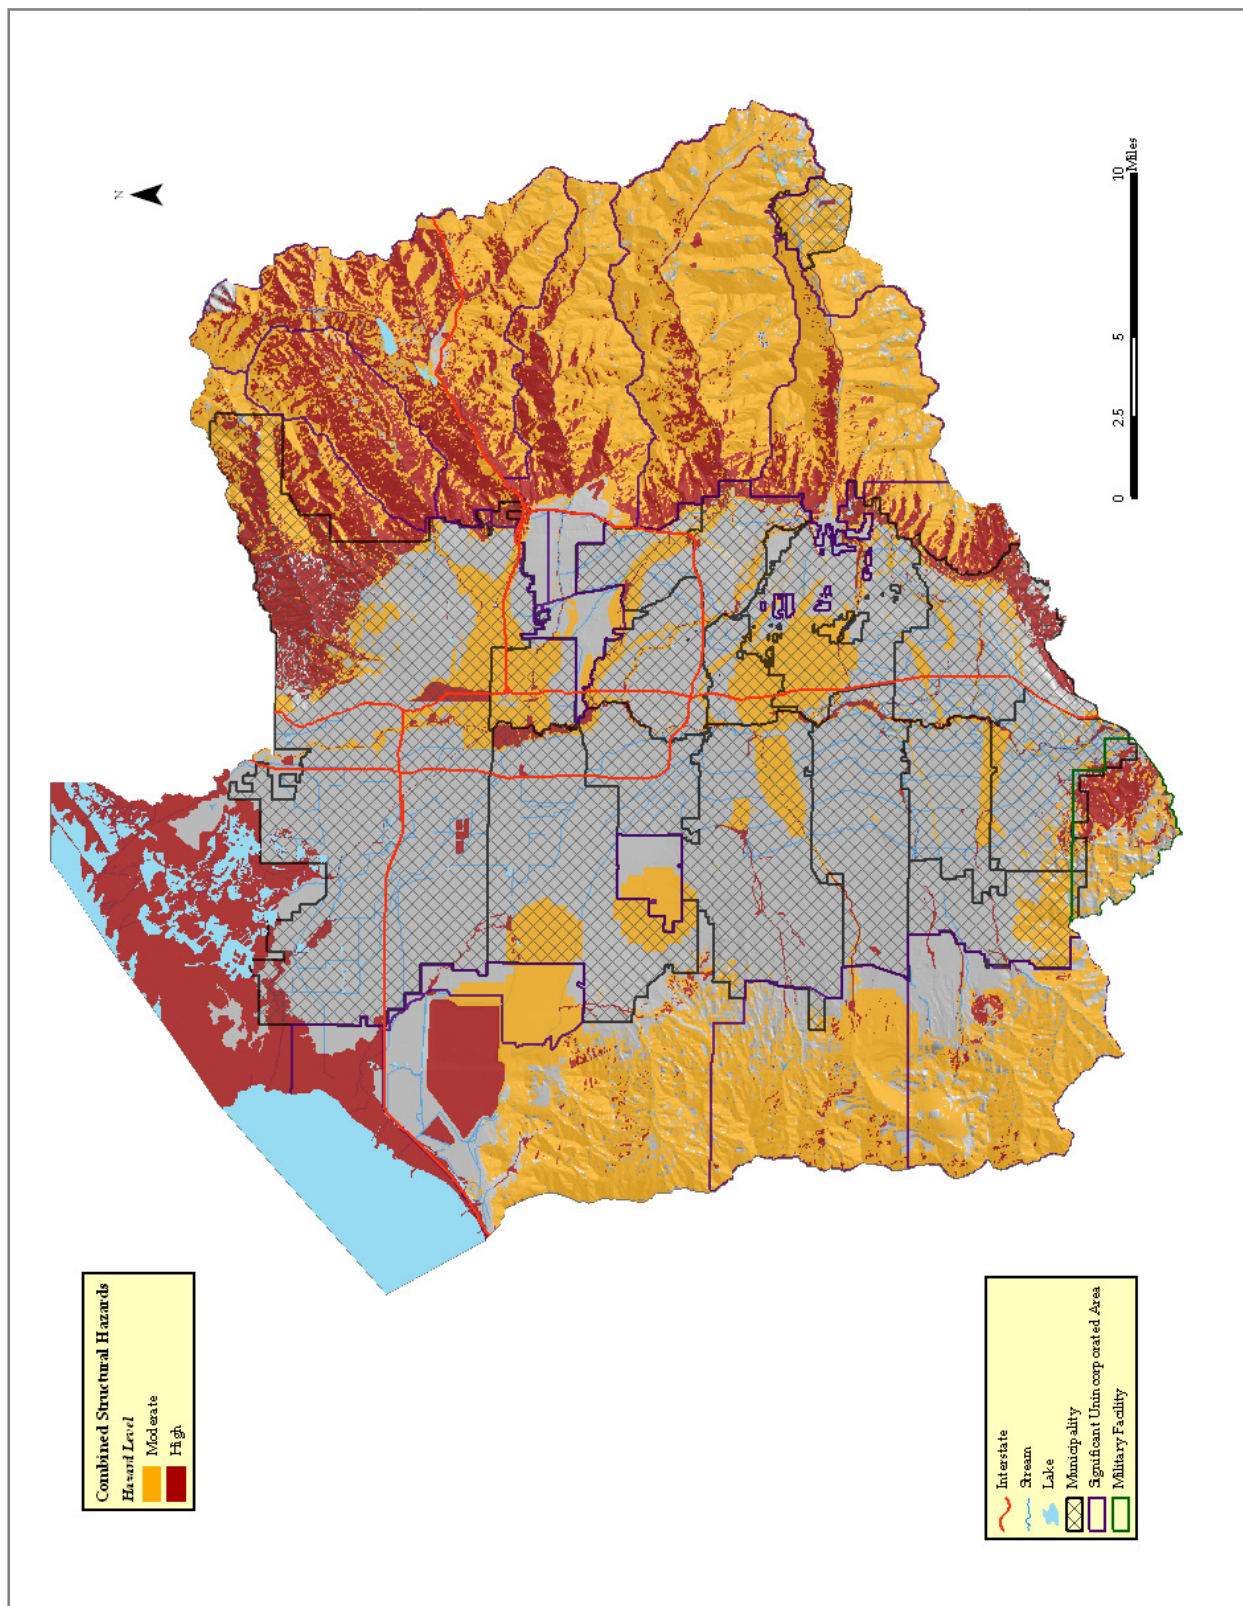 Combined Structural Hazards
Hazard Level
Moderate
High
N
0
2.5
5
10
Miles
Interstate
Stream
Lake
Municipality
Significant Unincorporated Area
Military Facility